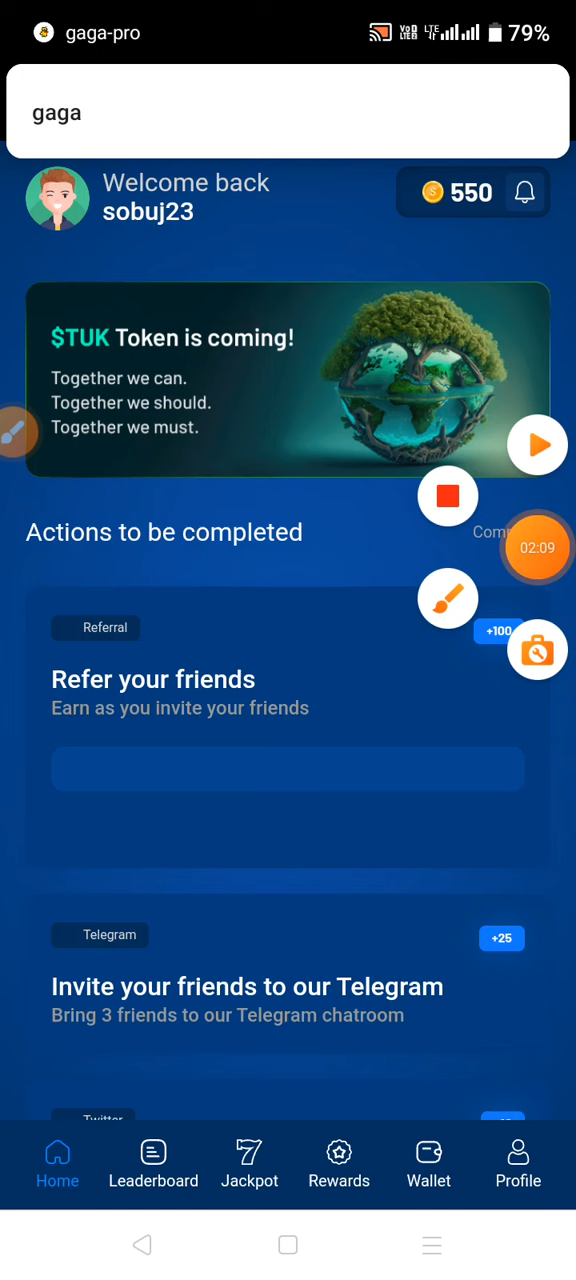 gaga-pro
79%
gaga
Welcome back
sobuj23
550
$TUK Token is coming!
Together we can.
Together we should.
Together we must.
Actions to be completed
02:09
Referral
+100
Refer your friends
Earn as you invite your friends
Telegram
+25
Invite your friends to our Telegram
Bring 3 friends to our Telegram chatroom
Twitter
Home
Leaderboard
Jackpot
Rewards
Wallet
Profile